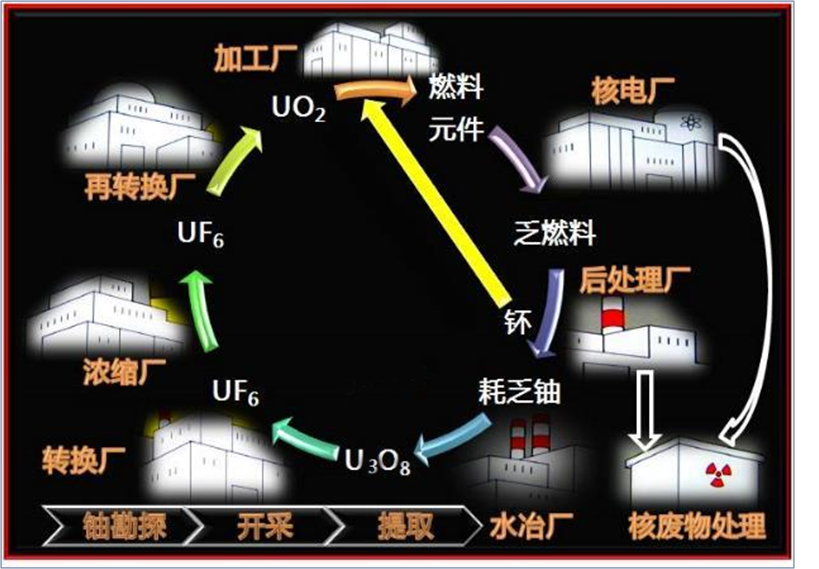 加工厂
UO₂
燃料
元件
核电厂
再转换厂
UF₆
乏燃料
后处理厂
钚
浓缩厂
UF₆
耗乏铀
转换厂
U₃O₈
铀勘探
开采
提取
水冶厂
核废物处理